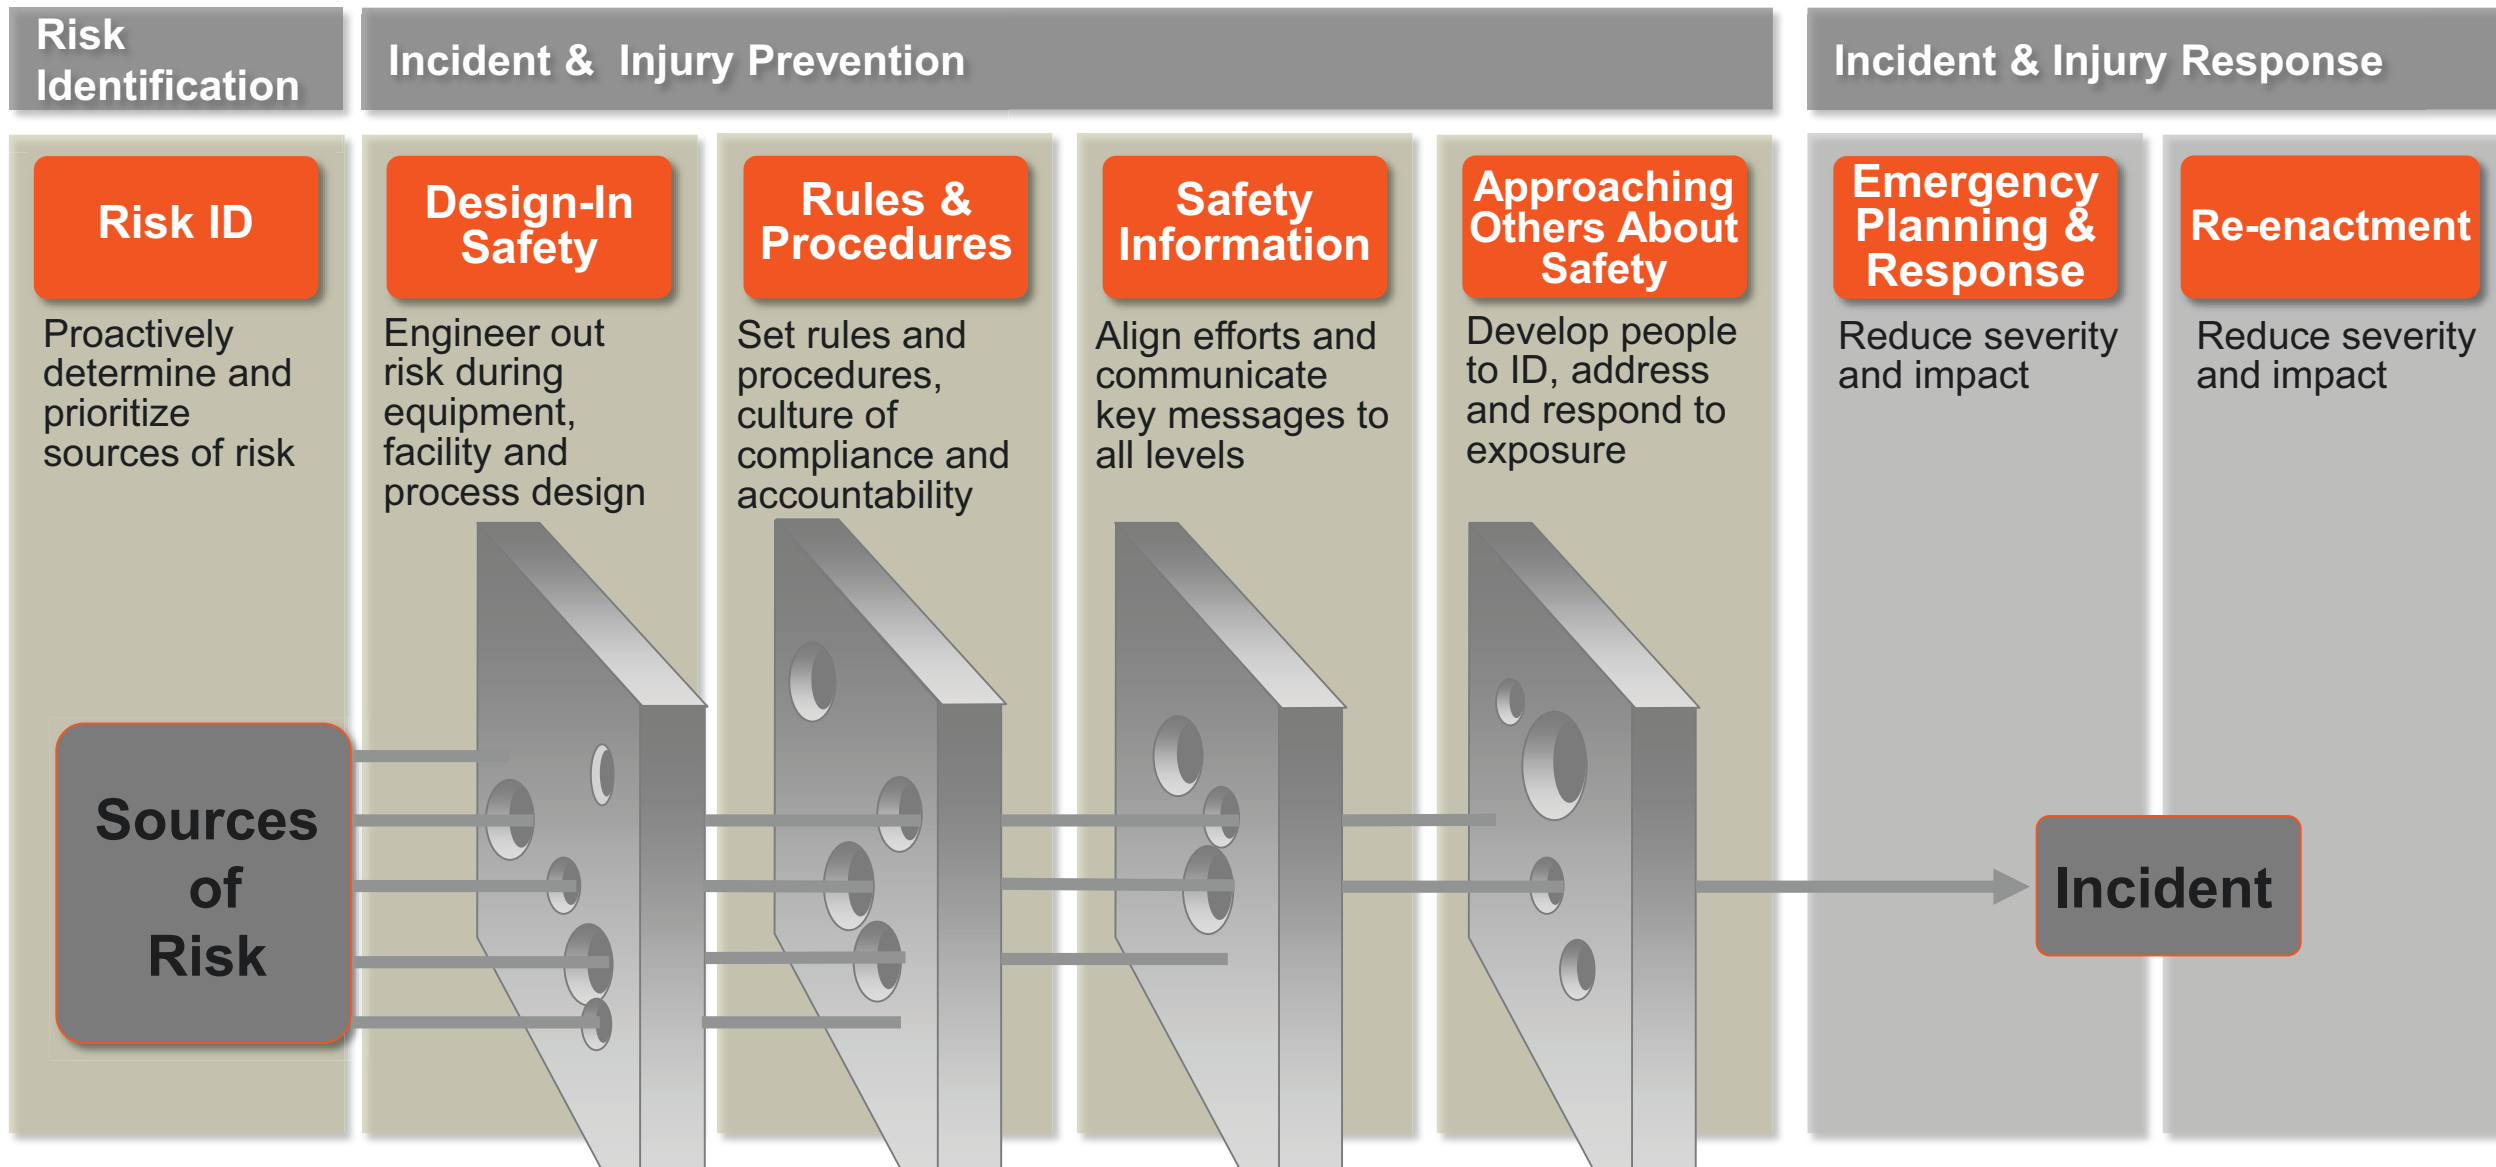 Risk
Identification
Incident & Injury Prevention
Incident & Injury Response
Risk ID
Proactively
determine and
prioritize
sources of risk
Design-In
Safety
Engineer out
risk during
equipment,
facility and
process design
Rules &
Procedures
Set rules and
procedures,
culture of
compliance and
accountability
Safety
Information
Align efforts and
communicate
key messages to
all levels
Approaching
Others About
Safety
Develop people
to ID, address
and respond to
exposure
Emergency
Planning &
Response
Reduce severity
and impact
Re-enactment
Reduce severity
and impact
Sources
of
Risk
Incident